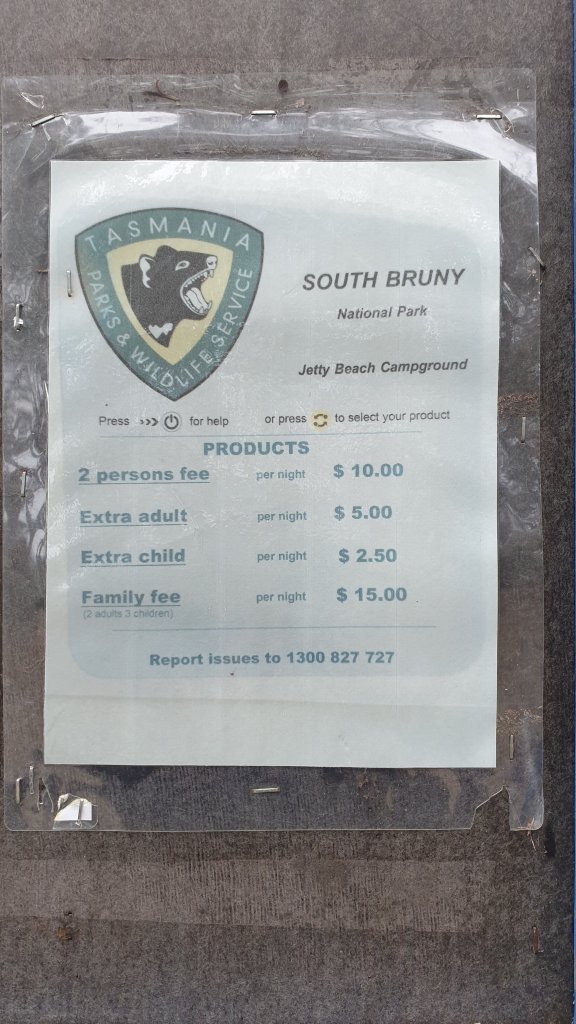 TASMANIA
PARKS & WILDLIFE SERVICE
SOUTH BRUNY
National Park
Jetty Beach Campground
Press »» for help or press to select your product
PRODUCTS
2 persons fee per night $ 10.00
Extra adult per night $ 5.00
Extra child per night $ 2.50
Family fee per night $ 15.00
(2 adults 3 children)
Report issues to 1300 827 727